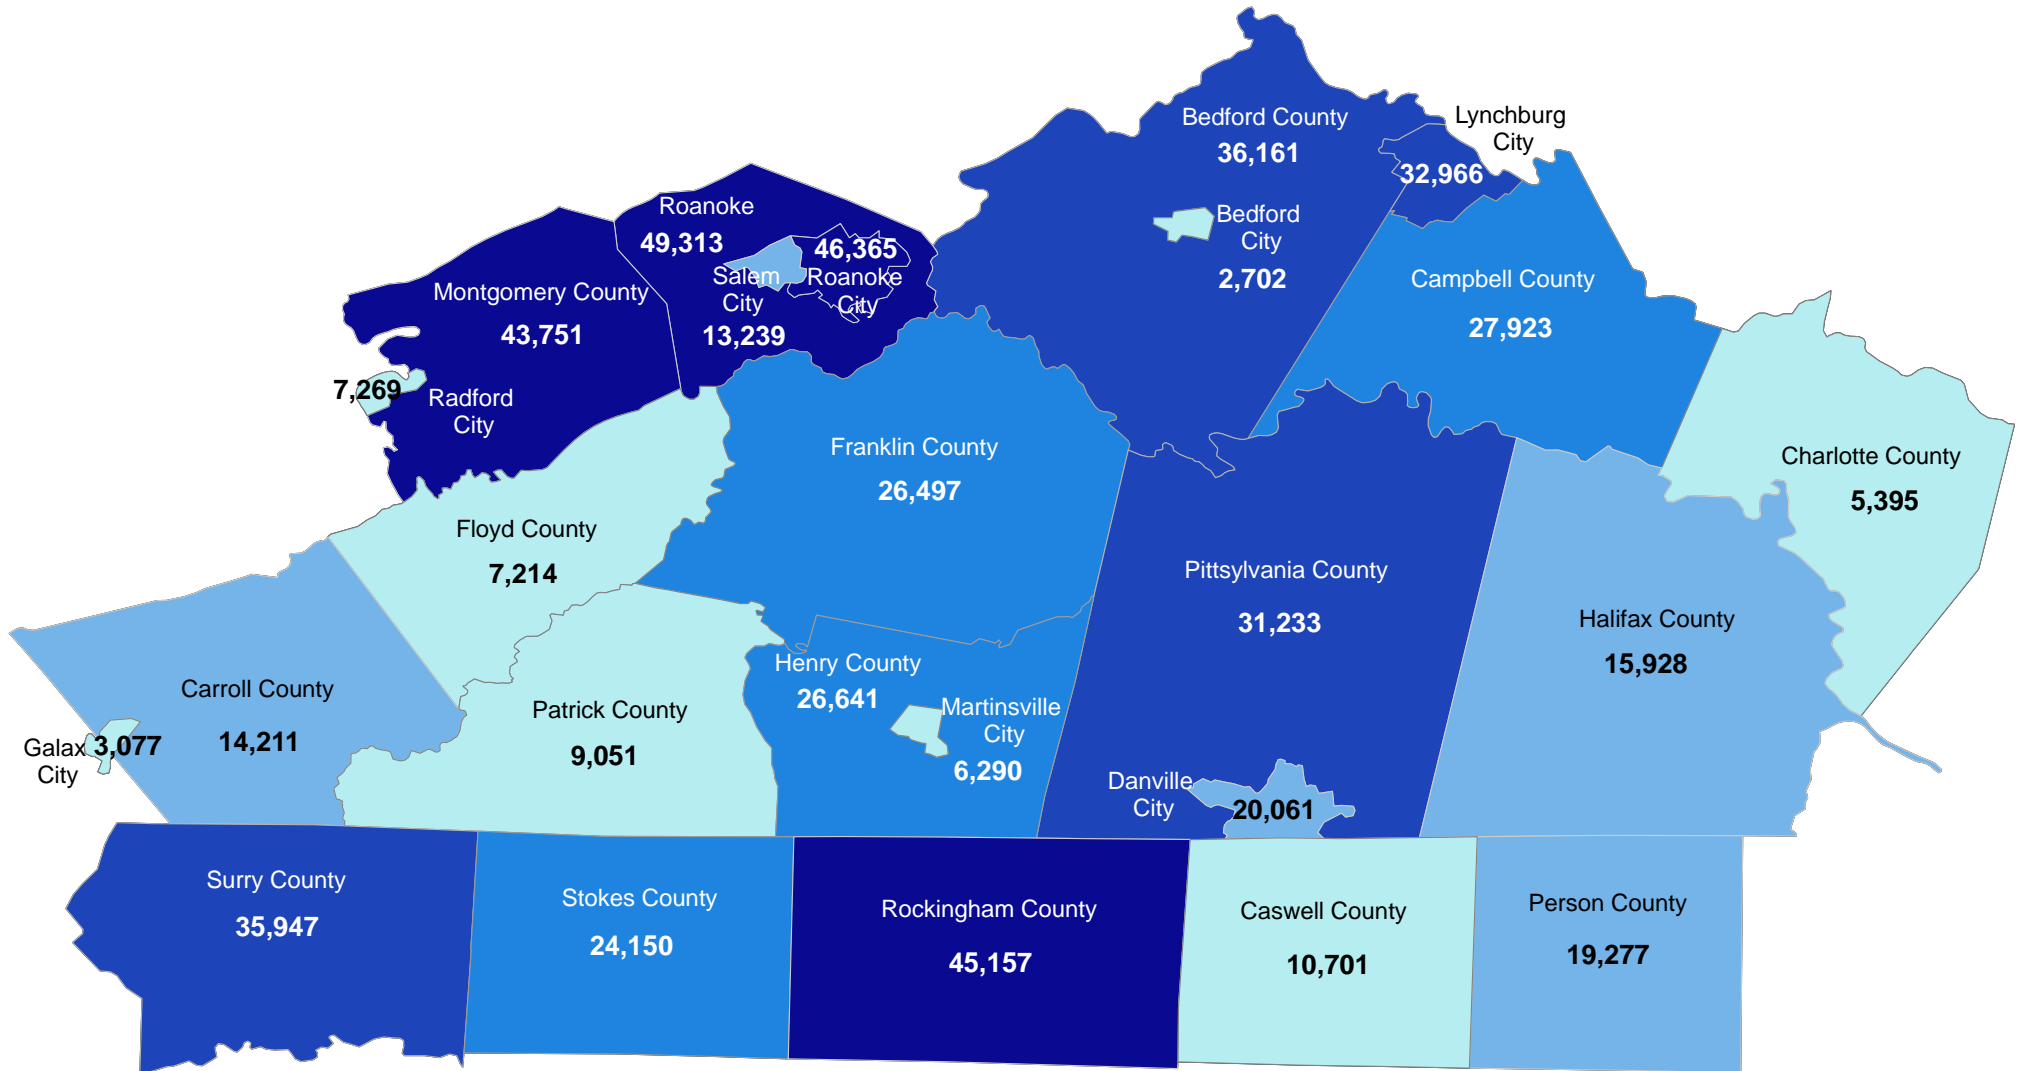 Bedford County
36,161
Lynchburg
City
32,966
Roanoke
49,313
46,365
Roanoke
City
Salem
City
13,239
Bedford
City
2,702
Montgomery County
43,751
Campbell County
27,923
7,269
Radford
City
Franklin County
26,497
Charlotte County
5,395
Floyd County
7,214
Pittsylvania County
31,233
Halifax County
15,928
Henry County
26,641
Martinsville
City
6,290
Carroll County
14,211
Patrick County
9,051
Galax
City
3,077
Danville
City
20,061
Surry County
35,947
Stokes County
24,150
Rockingham County
45,157
Caswell County
10,701
Person County
19,277